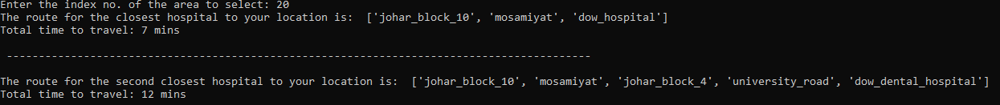 Enter the index no. of the area to select: 20
The route for the closest hospital to your location is:  ['johar_block_10', 'mosamiyat', 'dow_hospital']
Total time to travel: 7 mins
-------------------------------------------------------------------------------------------
The route for the second closest hospital to your location is:  ['johar_block_10', 'mosamiyat', 'johar_block_4', 'university_road', 'dow_dental_hospital']
Total time to travel: 12 mins